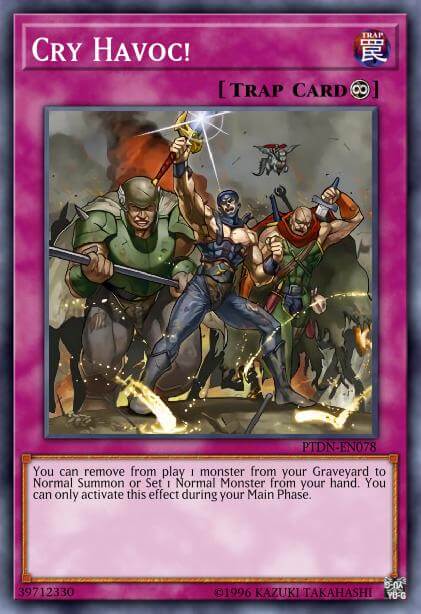 CRY HAVOC!
TRAP
罠
[TRAP CARD∞]
PTDN-EN078
You can remove from play 1 monster from your Graveyard to
Normal Summon or Set 1 Normal Monster from your hand. You
can only activate this effect during your Main Phase.
39712330
©1996 KAZUKI TAKAHASHI